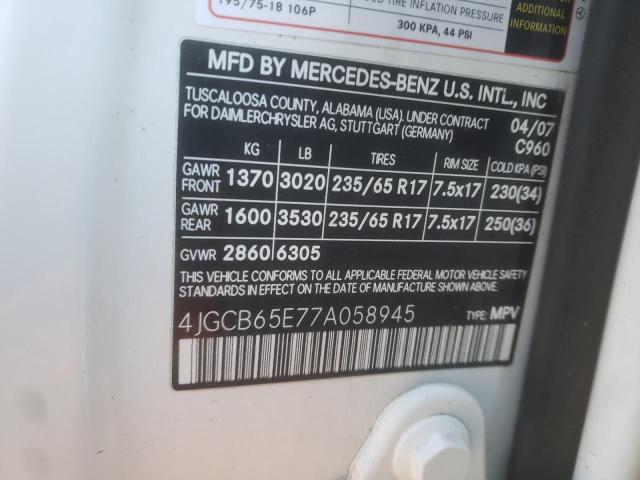 195/75-18 106P
TIRE INFLATION PRESSURE
300 KPA, 44 PSI
ADDITIONAL
INFORMATION
MFD BY MERCEDES-BENZ U.S. INTL., INC
TUSCALOOSA COUNTY, ALABAMA (USA). UNDER CONTRACT
FOR DAIMLERCHRYSLER AG, STUTTGART (GERMANY)
04/07
C960
KG LB TIRES RIM SIZE COLD KPA (PSI)
GAWR FRONT 1370 3020 235/65 R17 7.5x17 230(34)
GAWR REAR 1600 3530 235/65 R17 7.5x17 250(36)
GVWR 2860 6305
THIS VEHICLE CONFORMS TO ALL APPLICABLE FEDERAL MOTOR VEHICLE SAFETY
STANDARDS IN EFFECT ON THE DATE OF MANUFACTURE SHOWN ABOVE.
4JGCB65E77A058945 TYPE: MPV